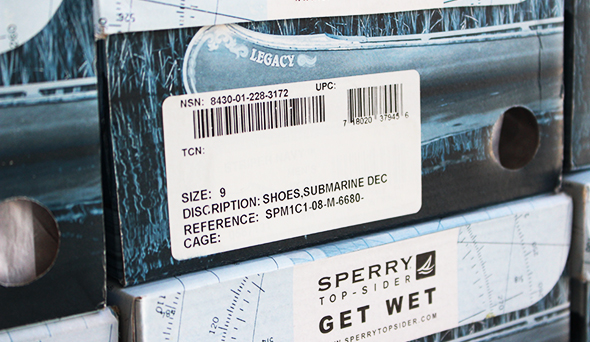 LEGACY
NSN: 8430-01-228-3172 UPC:
7 18020 37945 6
TCN:
SIZE: 9
DISCRIPTION: SHOES,SUBMARINE DEC
REFERENCE: SPM1C1-08-M-6680-
CAGE:
SPERRY
TOP-SIDER
GET WET
WWW.SPERRYTOPSIDER.COM